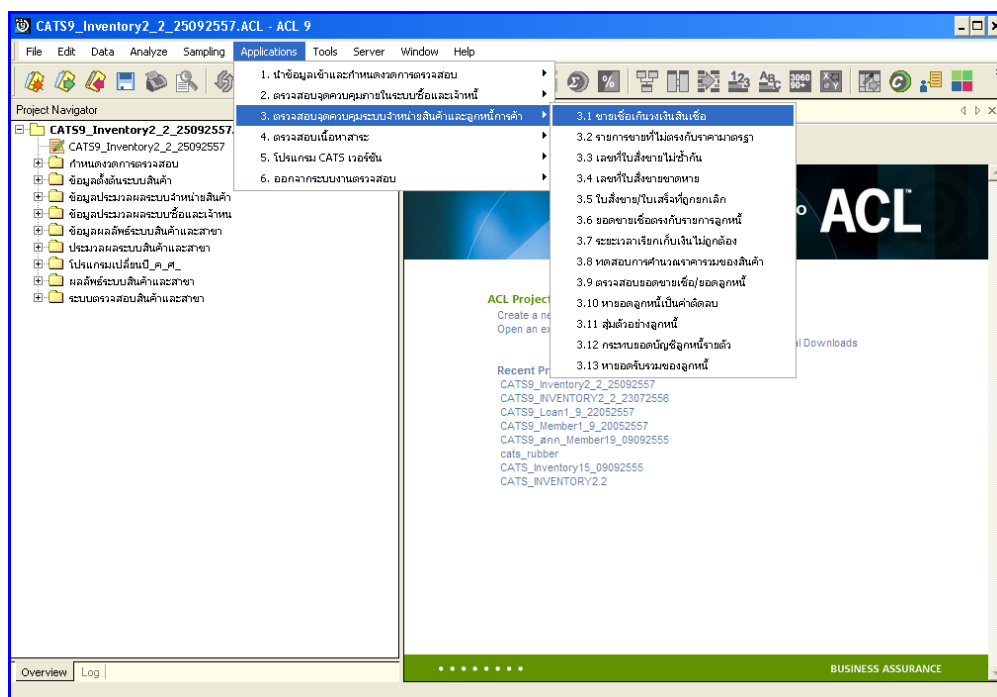 CATS9_Inventory2_2_25092557.ACL - ACL 9
File Edit Data Analyze Sampling Applications Tools Server Window Help
1. นำข้อมูลเข้าและกำหนดงวดการตรวจสอบ
2. ตรวจสอบจุดควบคุมภายในระบบซื้อและเจ้าหนี้
3. ตรวจสอบจุดควบคุมระบบจำหน่ายสินค้าและลูกหนี้การค้า
4. ตรวจสอบเนื้อหาสาระ
5. โปรแกรม CATS เวอร์ชัน
6. ออกจากระบบงานตรวจสอบ
3.1 ขายเชื่อเกินวงเงินสินเชื่อ
3.2 รายการขายที่ไม่ตรงกับราคามาตรฐา
3.3 เลขที่ใบสั่งขายไม่ซ้ำกัน
3.4 เลขที่ใบสั่งขายขาดหาย
3.5 ใบสั่งขาย/ใบเสร็จที่ถูกยกเลิก
3.6 ยอดขายเชื่อตรงกับรายการลูกหนี้
3.7 ระยะเวลาเรียกเก็บเงินไม่ถูกต้อง
3.8 ทดสอบการคำนวณราคารวมของสินค้า
3.9 ตรวจสอบยอดขายเชื่อ/ยอดลูกหนี้
3.10 หายอดลูกหนี้เป็นค่าติดลบ
3.11 สุ่มตัวอย่างลูกหนี้
3.12 กระทบยอดบัญชีลูกหนี้รายตัว
3.13 หายอดรับรวมของลูกหนี้
Project Navigator
CATS9_Inventory2_2_25092557.
CATS9_Inventory2_2_25092557
กำหนดงวดการตรวจสอบ
ข้อมูลตั้งต้นระบบสินค้า
ข้อมูลประมวลผลระบบจำหน่ายสินค้า
ข้อมูลประมวลผลระบบซื้อและเจ้าหน
ข้อมูลผลลัพธ์ระบบสินค้าและสาขา
ประมวลผลระบบสินค้าและสาขา
โปรแกรมเปลี่ยนปี_ค_ศ_
ผลลัพธ์ระบบสินค้าและสาขา
ระบบตรวจสอบสินค้าและสาขา
o ACL™
ACL Project
Create a ne
Open an ex
l Downloads
Recent Pr
CATS9_Inventory2_2_25092557
CATS9_INVENTORY2_2_23072556
CATS9_Loan1_9_22052557
CATS9_Member1_9_20052557
CATS9_สกก_Member19_09092555
cats_rubber
CATS_Inventory15_09092555
CATS_INVENTORY2.2
Overview Log
BUSINESS ASSURANCE